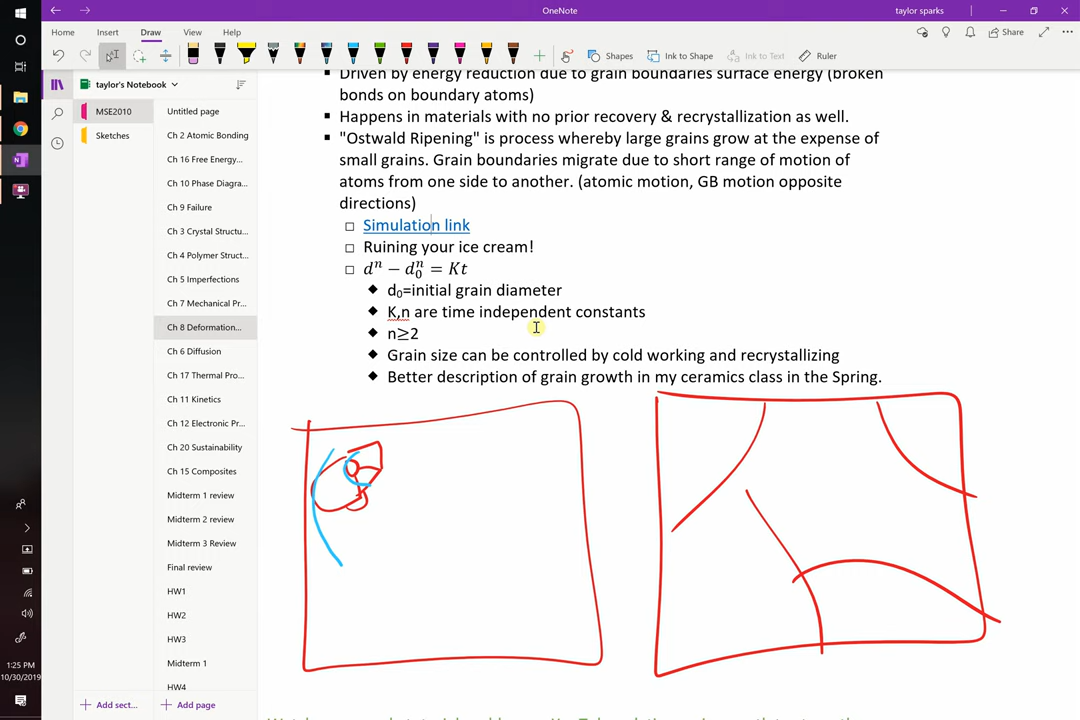 OneNote
taylor sparks
Home
Insert
Draw
View
Help
Share
Shapes
Ink to Shape
Ink to Text
Ruler
taylor's Notebook
MSE2010
Sketches
Untitled page
Ch 2 Atomic Bonding
Ch 16 Free Energy...
Ch 10 Phase Diagra...
Ch 9 Failure
Ch 3 Crystal Structu...
Ch 4 Polymer Struct...
Ch 5 Imperfections
Ch 7 Mechanical Pr...
Ch 8 Deformation...
Ch 6 Diffusion
Ch 17 Thermal Pro...
Ch 11 Kinetics
Ch 12 Electronic Pr...
Ch 20 Sustainability
Ch 15 Composites
Midterm 1 review
Midterm 2 review
Midterm 3 Review
Final review
HW1
HW2
HW3
Midterm 1
HW4
Add sect...
Add page
Driven by energy reduction due to grain boundaries surface energy (broken
bonds on boundary atoms)
Happens in materials with no prior recovery & recrystallization as well.
"Ostwald Ripening" is process whereby large grains grow at the expense of
small grains. Grain boundaries migrate due to short range of motion of
atoms from one side to another. (atomic motion, GB motion opposite
directions)
Simulation link
Ruining your ice cream!
dⁿ − d₀ⁿ = Kt
d₀=initial grain diameter
K,n are time independent constants
n≥2
Grain size can be controlled by cold working and recrystallizing
Better description of grain growth in my ceramics class in the Spring.
1:25 PM
10/30/2019